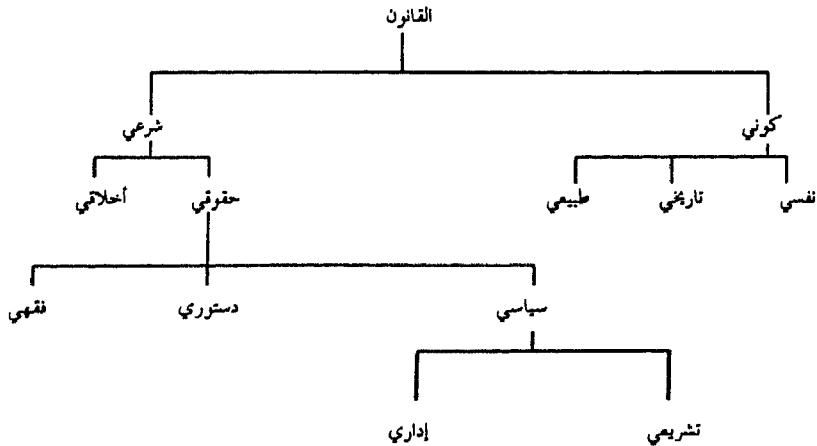 القانون
كوني
شرعي
نفسي
تاريخي
طبيعي
حقوقي
أخلاقي
سياسي
دستوري
فقهي
تشريعي
إداري